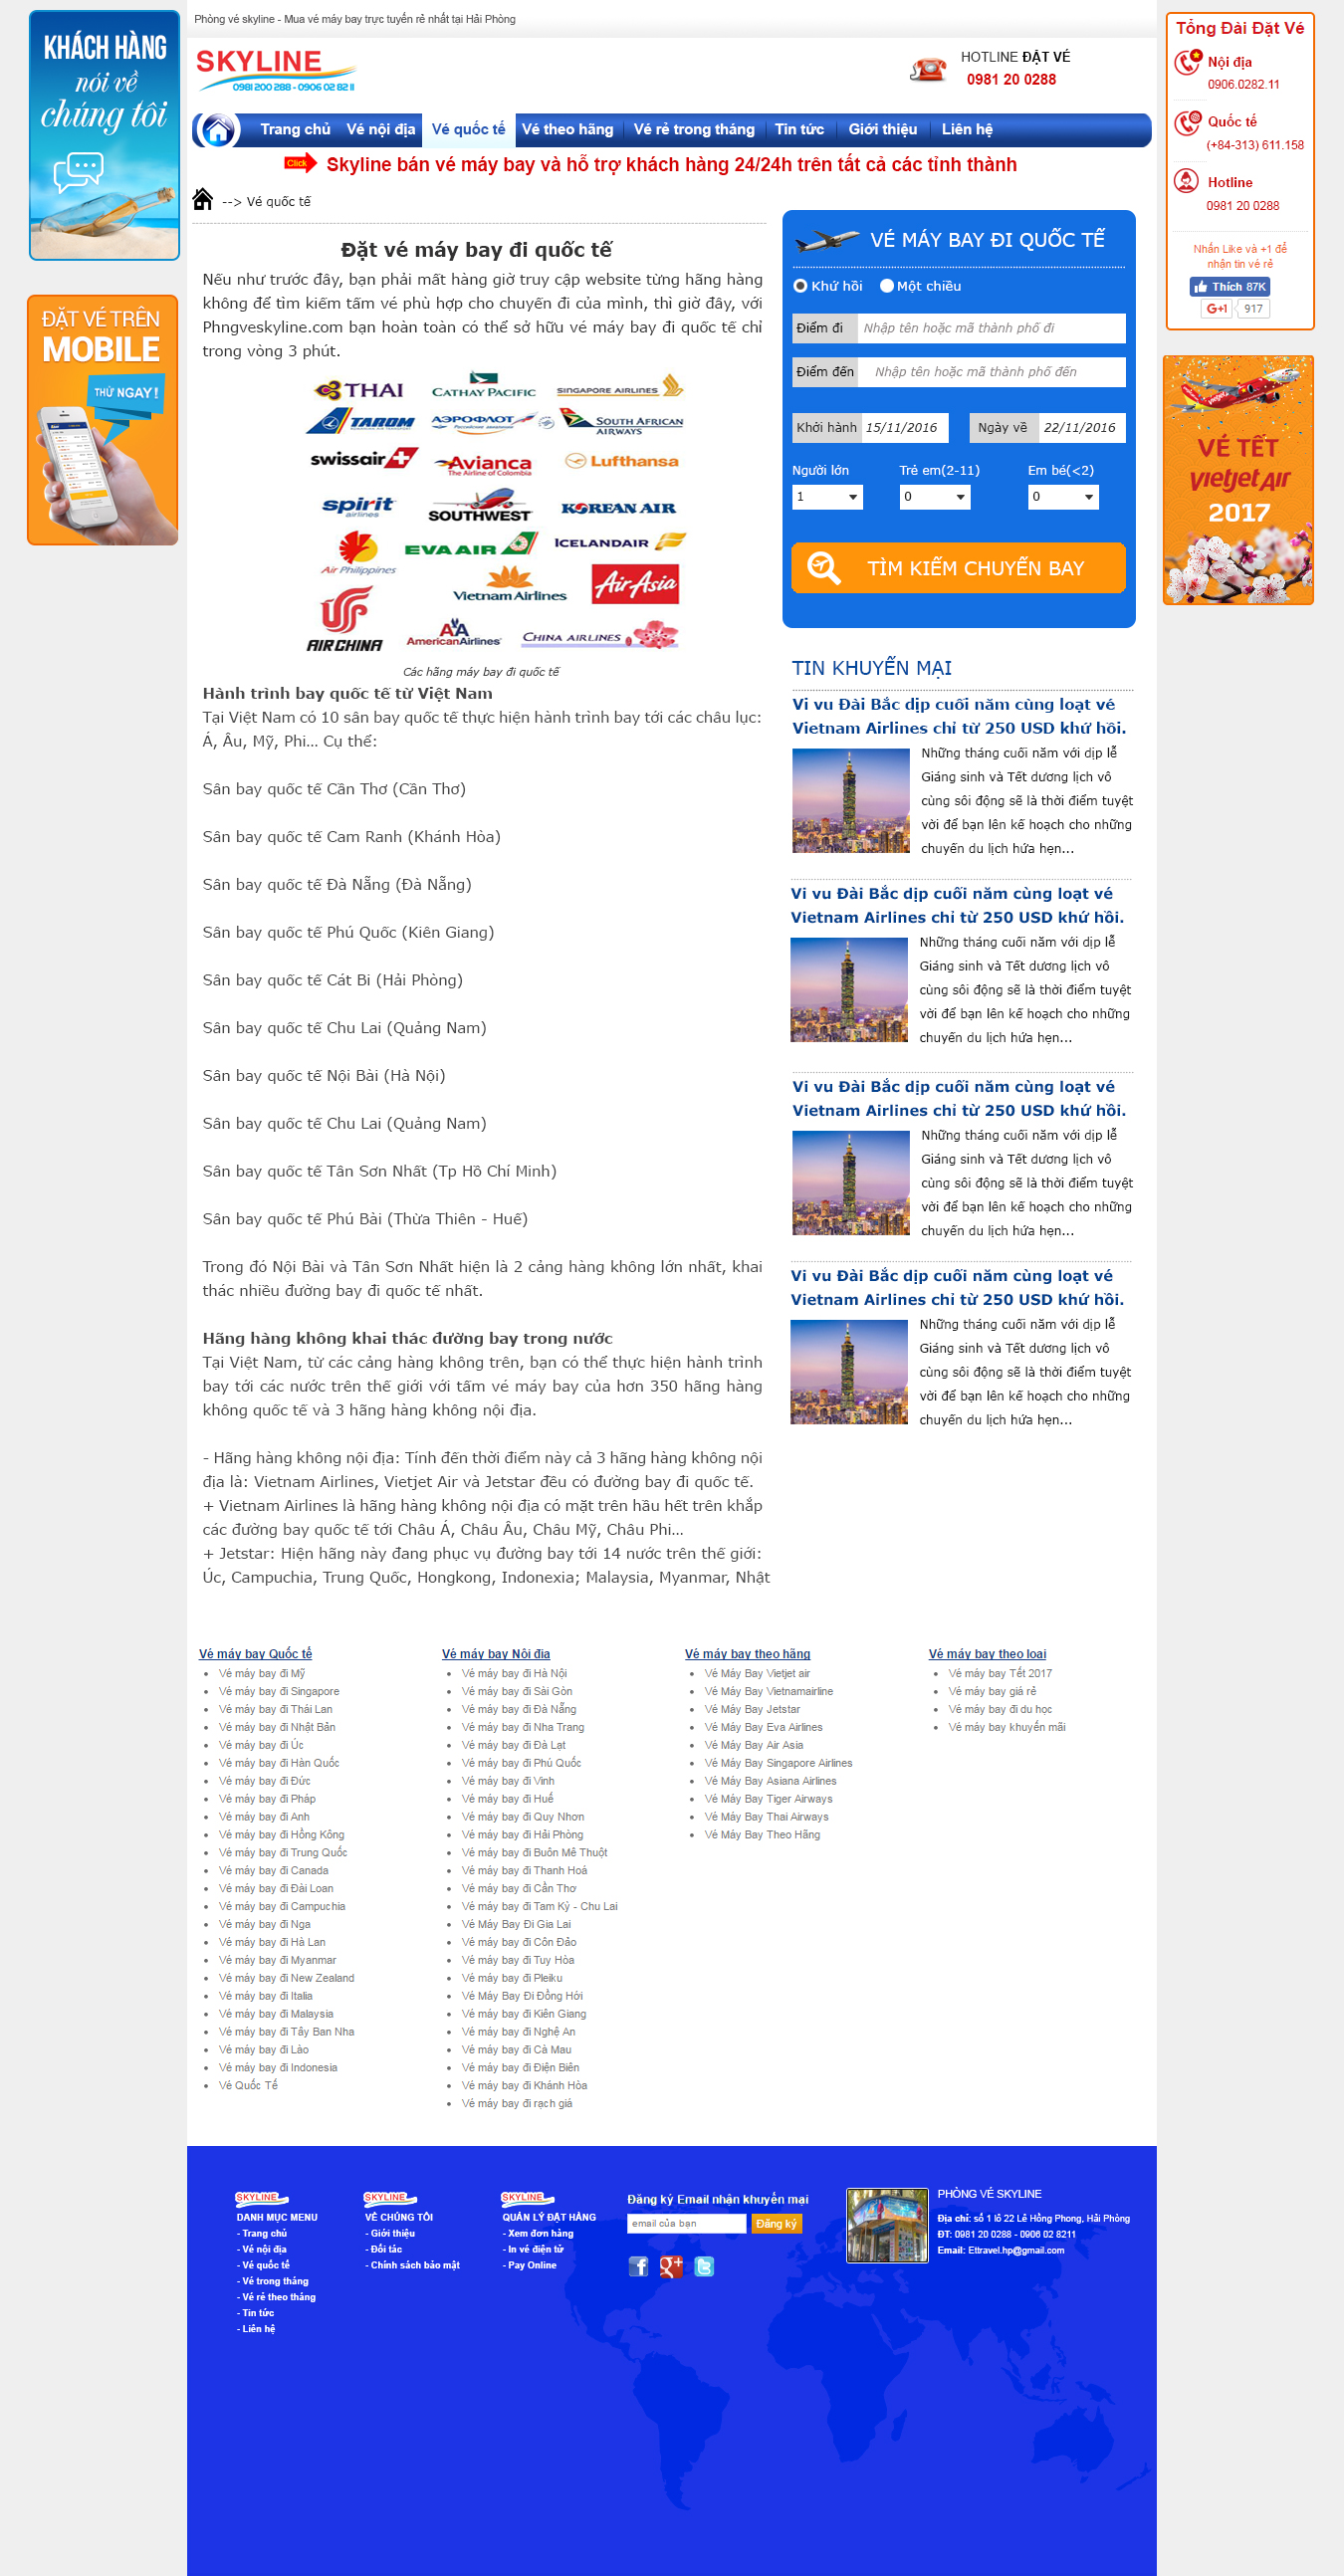 Phòng vé skyline - Mua vé máy bay trực tuyến rẻ nhất tại Hải Phòng
SKYLINE
0981 200 288 - 0906 02 82 11
HOTLINE ĐẶT VÉ
0981 20 0288
Trang chủ
Vé nội địa
Vé quốc tế
Vé theo hãng
Vé rẻ trong tháng
Tin tức
Giới thiệu
Liên hệ
Click
Skyline bán vé máy bay và hỗ trợ khách hàng 24/24h trên tất cả các tỉnh thành
KHÁCH HÀNG
nói về
chúng tôi
ĐẶT VÉ TRÊN
MOBILE
THỬ NGAY!
--> Vé quốc tế
Đặt vé máy bay đi quốc tế
Nếu như trước đây, bạn phải mất hàng giờ truy cập website từng hãng hàng
không để tìm kiếm tấm vé phù hợp cho chuyến đi của mình, thì giờ đây, với
Phngveskyline.com bạn hoàn toàn có thể sở hữu vé máy bay đi quốc tế chỉ
trong vòng 3 phút.
THAI
CATHAY PACIFIC
SINGAPORE AIRLINES
TAROM
АЭРОФЛОТ
Российские авиалинии
SOUTH AFRICAN
AIRWAYS
swissair
Avianca
The Airline of Colombia
Lufthansa
spirit
SOUTHWEST
KOREAN AIR
Air Philippines
EVA AIR
ICELANDAIR
Vietnam Airlines
AirAsia
AIR CHINA
AmericanAirlines
CHINA AIRLINES
Các hãng máy bay đi quốc tế
Hành trình bay quốc tế từ Việt Nam
Tại Việt Nam có 10 sân bay quốc tế thực hiện hành trình bay tới các châu lục:
Á, Âu, Mỹ, Phi... Cụ thể:
Sân bay quốc tế Cần Thơ (Cần Thơ)
Sân bay quốc tế Cam Ranh (Khánh Hòa)
Sân bay quốc tế Đà Nẵng (Đà Nẵng)
Sân bay quốc tế Phú Quốc (Kiên Giang)
Sân bay quốc tế Cát Bi (Hải Phòng)
Sân bay quốc tế Chu Lai (Quảng Nam)
Sân bay quốc tế Nội Bài (Hà Nội)
Sân bay quốc tế Chu Lai (Quảng Nam)
Sân bay quốc tế Tân Sơn Nhất (Tp Hồ Chí Minh)
Sân bay quốc tế Phú Bài (Thừa Thiên - Huế)
Trong đó Nội Bài và Tân Sơn Nhất hiện là 2 cảng hàng không lớn nhất, khai
thác nhiều đường bay đi quốc tế nhất.
Hãng hàng không khai thác đường bay trong nước
Tại Việt Nam, từ các cảng hàng không trên, bạn có thể thực hiện hành trình
bay tới các nước trên thế giới với tấm vé máy bay của hơn 350 hãng hàng
không quốc tế và 3 hãng hàng không nội địa.
- Hãng hàng không nội địa: Tính đến thời điểm này cả 3 hãng hàng không nội
địa là: Vietnam Airlines, Vietjet Air và Jetstar đều có đường bay đi quốc tế.
+ Vietnam Airlines là hãng hàng không nội địa có mặt trên hầu hết trên khắp
các đường bay quốc tế tới Châu Á, Châu Âu, Châu Mỹ, Châu Phi...
+ Jetstar: Hiện hãng này đang phục vụ đường bay tới 14 nước trên thế giới:
Úc, Campuchia, Trung Quốc, Hongkong, Indonexia; Malaysia, Myanmar, Nhật
VÉ MÁY BAY ĐI QUỐC TẾ
Khứ hồi
Một chiều
Điểm đi
Nhập tên hoặc mã thành phố đi
Điểm đến
Nhập tên hoặc mã thành phố đến
Khởi hành
15/11/2016
Ngày về
22/11/2016
Người lớn
Trẻ em(2-11)
Em bé(<2)
1
0
0
TÌM KIẾM CHUYẾN BAY
TIN KHUYẾN MẠI
Vi vu Đài Bắc dịp cuối năm cùng loạt vé
Vietnam Airlines chỉ từ 250 USD khứ hồi.
Những tháng cuối năm với dịp lễ
Giáng sinh và Tết dương lịch vô
cùng sôi động sẽ là thời điểm tuyệt
vời để bạn lên kế hoạch cho những
chuyến du lịch hứa hẹn...
Vi vu Đài Bắc dịp cuối năm cùng loạt vé
Vietnam Airlines chỉ từ 250 USD khứ hồi.
Những tháng cuối năm với dịp lễ
Giáng sinh và Tết dương lịch vô
cùng sôi động sẽ là thời điểm tuyệt
vời để bạn lên kế hoạch cho những
chuyến du lịch hứa hẹn...
Vi vu Đài Bắc dịp cuối năm cùng loạt vé
Vietnam Airlines chỉ từ 250 USD khứ hồi.
Những tháng cuối năm với dịp lễ
Giáng sinh và Tết dương lịch vô
cùng sôi động sẽ là thời điểm tuyệt
vời để bạn lên kế hoạch cho những
chuyến du lịch hứa hẹn...
Vi vu Đài Bắc dịp cuối năm cùng loạt vé
Vietnam Airlines chỉ từ 250 USD khứ hồi.
Những tháng cuối năm với dịp lễ
Giáng sinh và Tết dương lịch vô
cùng sôi động sẽ là thời điểm tuyệt
vời để bạn lên kế hoạch cho những
chuyến du lịch hứa hẹn...
Tổng Đài Đặt Vé
Nội địa
0906.0282.11
Quốc tế
(+84-313) 611.158
Hotline
0981 20 0288
Nhấn Like và +1 để
nhận tin vé rẻ
Thích 87K
G+1
917
VÉ TẾT
vietjetAIR
2017
Vé máy bay Quốc tế
Vé máy bay đi Mỹ
Vé máy bay đi Singapore
Vé máy bay đi Thái Lan
Vé máy bay đi Nhật Bản
Vé máy bay đi Úc
Vé máy bay đi Hàn Quốc
Vé máy bay đi Đức
Vé máy bay đi Pháp
Vé máy bay đi Anh
Vé máy bay đi Hồng Kông
Vé máy bay đi Trung Quốc
Vé máy bay đi Canada
Vé máy bay đi Đài Loan
Vé máy bay đi Campuchia
Vé máy bay đi Nga
Vé máy bay đi Hà Lan
Vé máy bay đi Myanmar
Vé máy bay đi New Zealand
Vé máy bay đi Italia
Vé máy bay đi Malaysia
Vé máy bay đi Tây Ban Nha
Vé máy bay đi Lào
Vé máy bay đi Indonesia
Vé Quốc Tế
Vé máy bay Nội địa
Vé máy bay đi Hà Nội
Vé máy bay đi Sài Gòn
Vé máy bay đi Đà Nẵng
Vé máy bay đi Nha Trang
Vé máy bay đi Đà Lạt
Vé máy bay đi Phú Quốc
Vé máy bay đi Vinh
Vé máy bay đi Huế
Vé máy bay đi Quy Nhơn
Vé máy bay đi Hải Phòng
Vé máy bay đi Buôn Mê Thuột
Vé máy bay đi Thanh Hoá
Vé máy bay đi Cần Thơ
Vé máy bay đi Tam Kỳ - Chu Lai
Vé Máy Bay Đi Gia Lai
Vé máy bay đi Côn Đảo
Vé máy bay đi Tuy Hòa
Vé máy bay đi Pleiku
Vé Máy Bay Đi Đồng Hới
Vé máy bay đi Kiên Giang
Vé máy bay đi Nghệ An
Vé máy bay đi Cà Mau
Vé máy bay đi Điện Biên
Vé máy bay đi Khánh Hòa
Vé máy bay đi rạch giá
Vé máy bay theo hãng
Vé Máy Bay Vietjet air
Vé Máy Bay Vietnamairline
Vé Máy Bay Jetstar
Vé Máy Bay Eva Airlines
Vé Máy Bay Air Asia
Vé Máy Bay Singapore Airlines
Vé Máy Bay Asiana Airlines
Vé Máy Bay Tiger Airways
Vé Máy Bay Thai Airways
Vé Máy Bay Theo Hãng
Vé máy bay theo loại
Vé máy bay Tết 2017
Vé máy bay giá rẻ
Vé máy bay đi du học
Vé máy bay khuyến mãi
SKYLINE
DANH MỤC MENU
- Trang chủ
- Vé nội địa
- Vé quốc tế
- Vé trong tháng
- Vé rẻ theo tháng
- Tin tức
- Liên hệ
SKYLINE
VỀ CHÚNG TÔI
- Giới thiệu
- Đối tác
- Chính sách bảo mật
SKYLINE
QUẢN LÝ ĐẶT HÀNG
- Xem đơn hàng
- In vé điện tử
- Pay Online
Đăng ký Email nhận khuyến mại
email của bạn
Đăng ký
PHÒNG VÉ SKYLINE
Địa chỉ: số 1 lô 22 Lê Hồng Phong, Hải Phòng
ĐT: 0981 20 0288 - 0906 02 8211
Email: Ettravel.hp@gmail.com